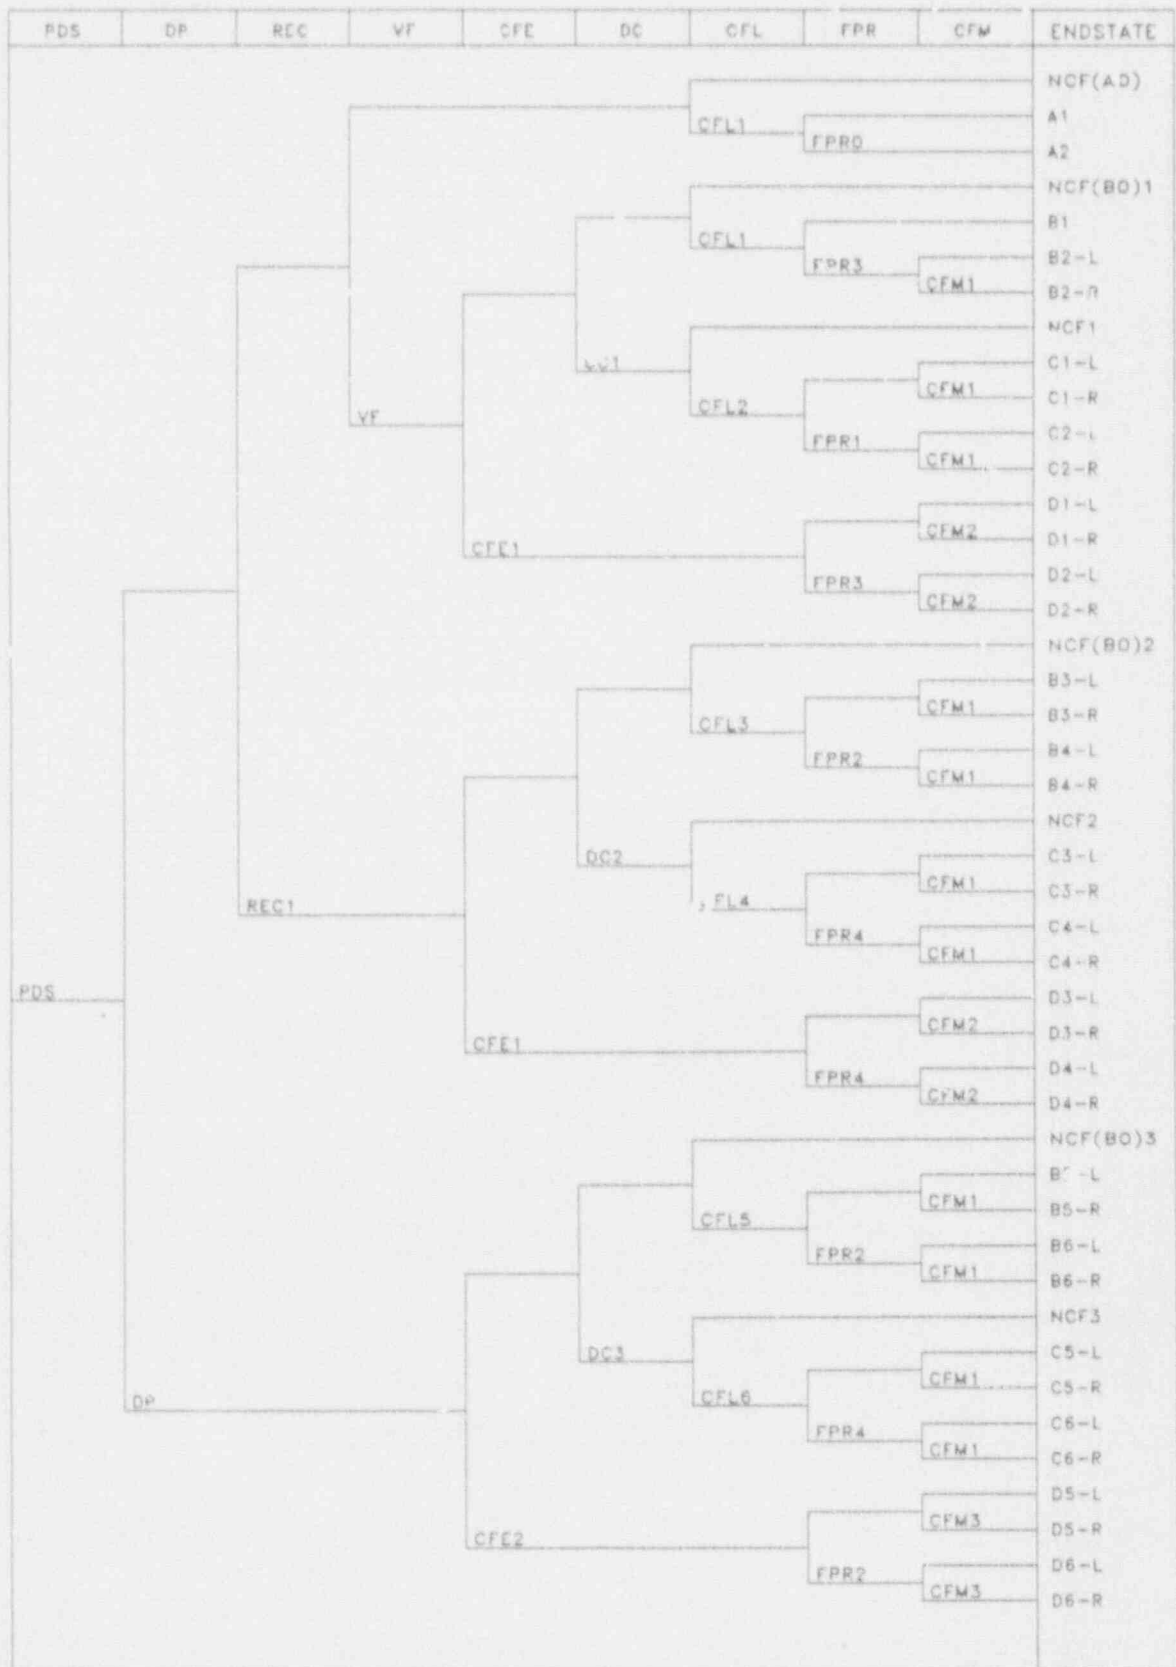 PDS DP REC VF CFE DC CFL FPR CFM ENDSTATE
NCF(AD)
A1
CFL1
FPR0
A2
NCF(BO)1
B1
CFL1
B2-L
FPR3
CFM1
B2-R
NCF1
C1-L
CFM1
C1-R
CFL2
VF
C2-L
FPR1
CFM1
C2-R
D1-L
CFM2
D1-R
CFE1
D2-L
FPR3
CFM2
D2-R
NCF(BO)2
B3-L
CFM1
B3-R
CFL3
B4-L
FPR2
CFM1
B4-R
NCF2
DC2
C3-L
CFM1
C3-R
REC1
C4-L
FPR4
CFM1
C4-R
PDS
D3-L
CFM2
D3-R
CFE1
D4-L
FPR4
CFM2
D4-R
NCF(BO)3
CFM1
B5-R
CFL5
B6-L
FPR2
CFM1
B6-R
NCF3
DC3
C5-L
CFM1
C5-R
DP
CFL6
C6-L
FPR4
CFM1
C6-R
D5-L
CFM3
D5-R
CFE2
D6-L
FPR2
CFM3
D6-R